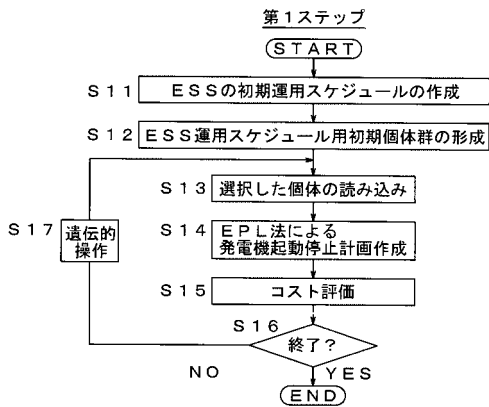 第1ステップ
START
S11 ESSの初期運用スケジュールの作成
S12 ESS運用スケジュール用初期個体群の形成
S13 選択した個体の読み込み
S17 遺伝的
操作
S14 EPL法による
発電機起動停止計画作成
S15 コスト評価
S16
終了?
NO YES
END